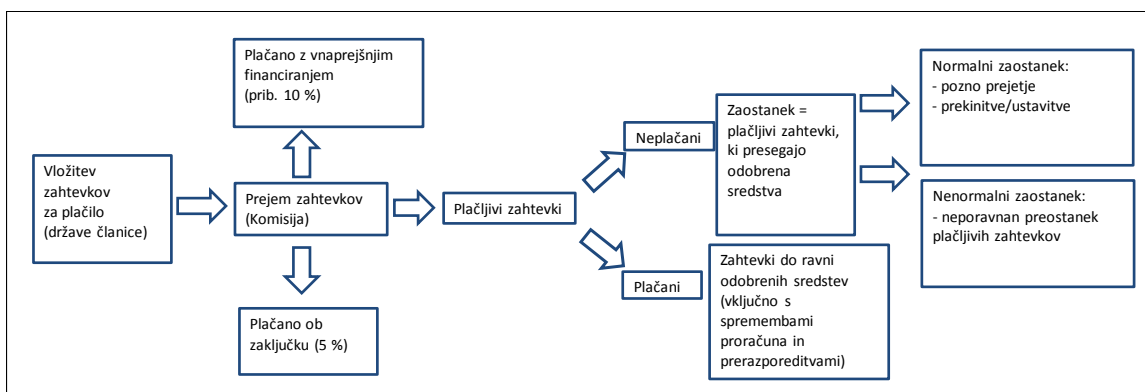 Vložitev
zahtevkov
za plačilo
(države članice)
Plačano z vnaprejšnjim
financiranjem
(prib. 10 %)
Prejem zahtevkov
(Komisija)
Plačano ob
zaključku (5 %)
Plačljivi zahtevki
Neplačani
Zaostanek =
plačljivi zahtevki,
ki presegajo
odobrena
sredstva
Normalni zaostanek:
- pozno prejetje
- prekinitve/ustavitve
Nenormalni zaostanek:
- neporavnan preostanek
plačljivih zahtevkov
Plačani
Zahtevki do ravni
odobrenih sredstev
(vključno s
spremembami
proračuna in
prerazporeditvami)